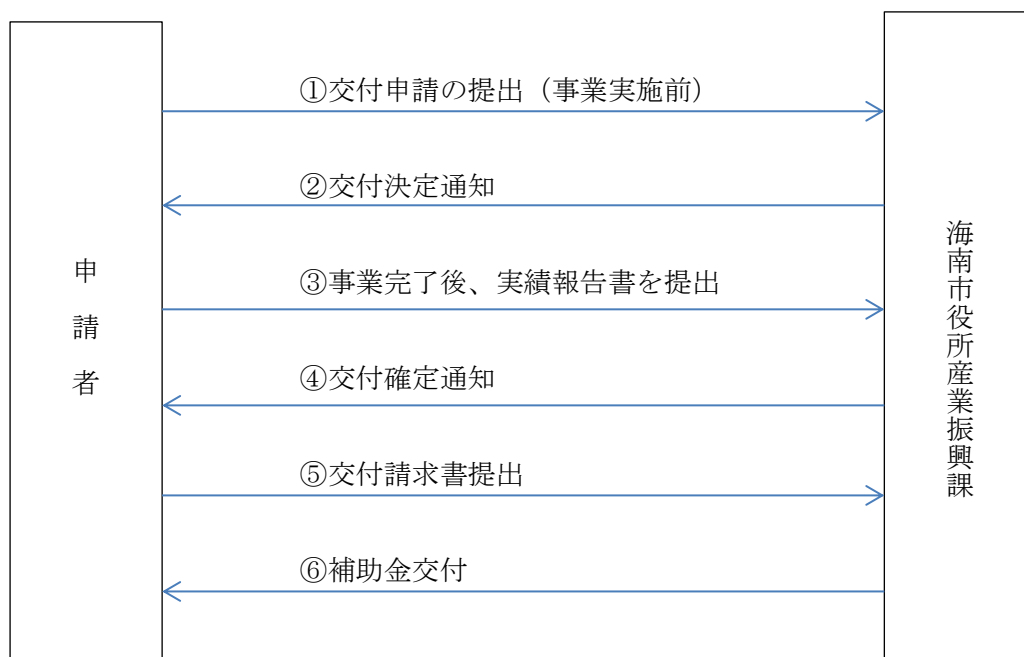 ①交付申請の提出（事業実施前）
②交付決定通知
③事業完了後、実績報告書を提出
④交付確定通知
⑤交付請求書提出
⑥補助金交付
申請者
海南市役所産業振興課